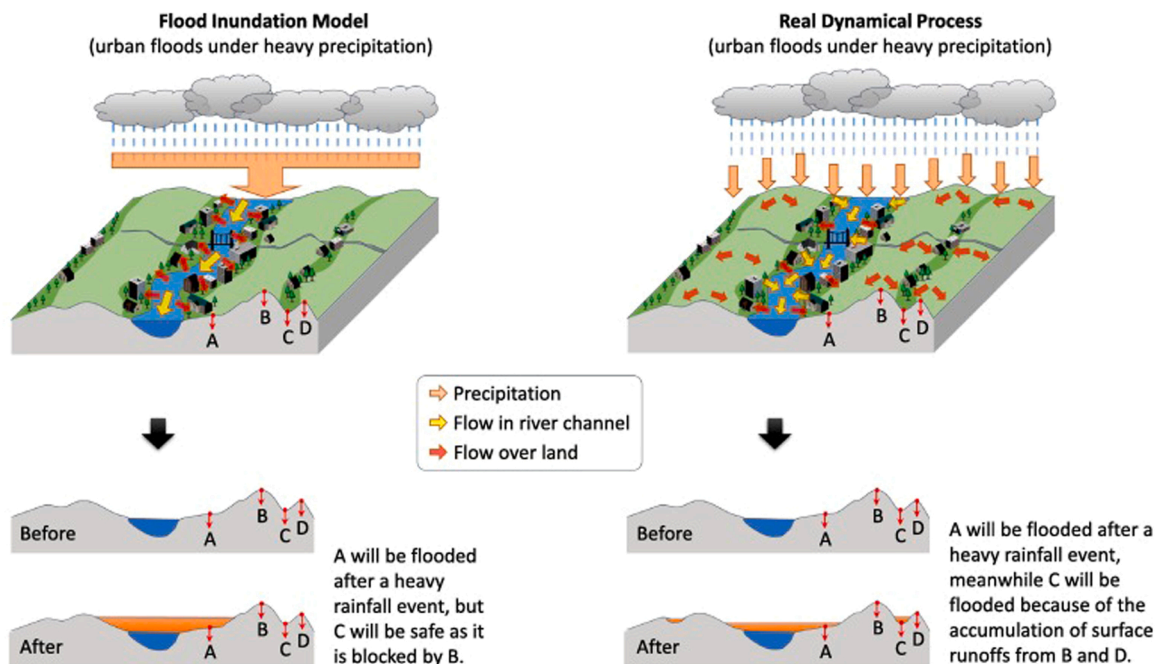 Flood Inundation Model
(urban floods under heavy precipitation)
A
B
C
D
Real Dynamical Process
(urban floods under heavy precipitation)
A
B
C
D
Precipitation
Flow in river channel
Flow over land
Before
A
B
C
D
After
A
B
C
D
A will be flooded
after a heavy
rainfall event, but
C will be safe as it
is blocked by B.
Before
A
B
C
D
After
A
B
C
D
A will be flooded after a
heavy rainfall event,
meanwhile C will be
flooded because of the
accumulation of surface
runoffs from B and D.